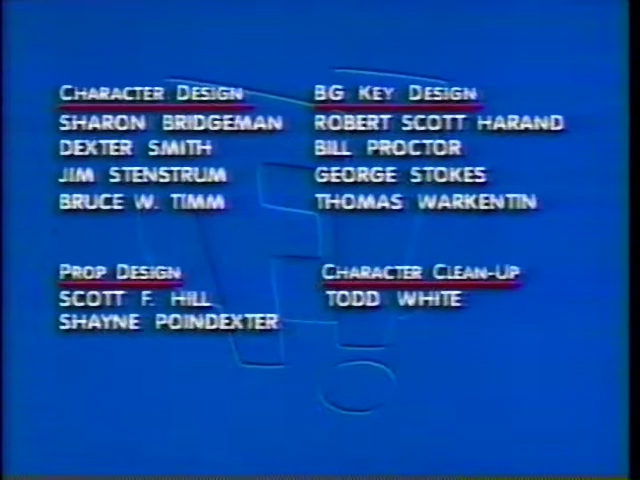 CHARACTER DESIGN
SHARON BRIDGEMAN
DEXTER SMITH
JIM STENSTRUM
BRUCE W. TIMM
BG KEY DESIGN
ROBERT SCOTT HARAND
BILL PROCTOR
GEORGE STOKES
THOMAS WARKENTIN
PROP DESIGN
SCOTT F. HILL
SHAYNE POINDEXTER
CHARACTER CLEAN-UP
TODD WHITE